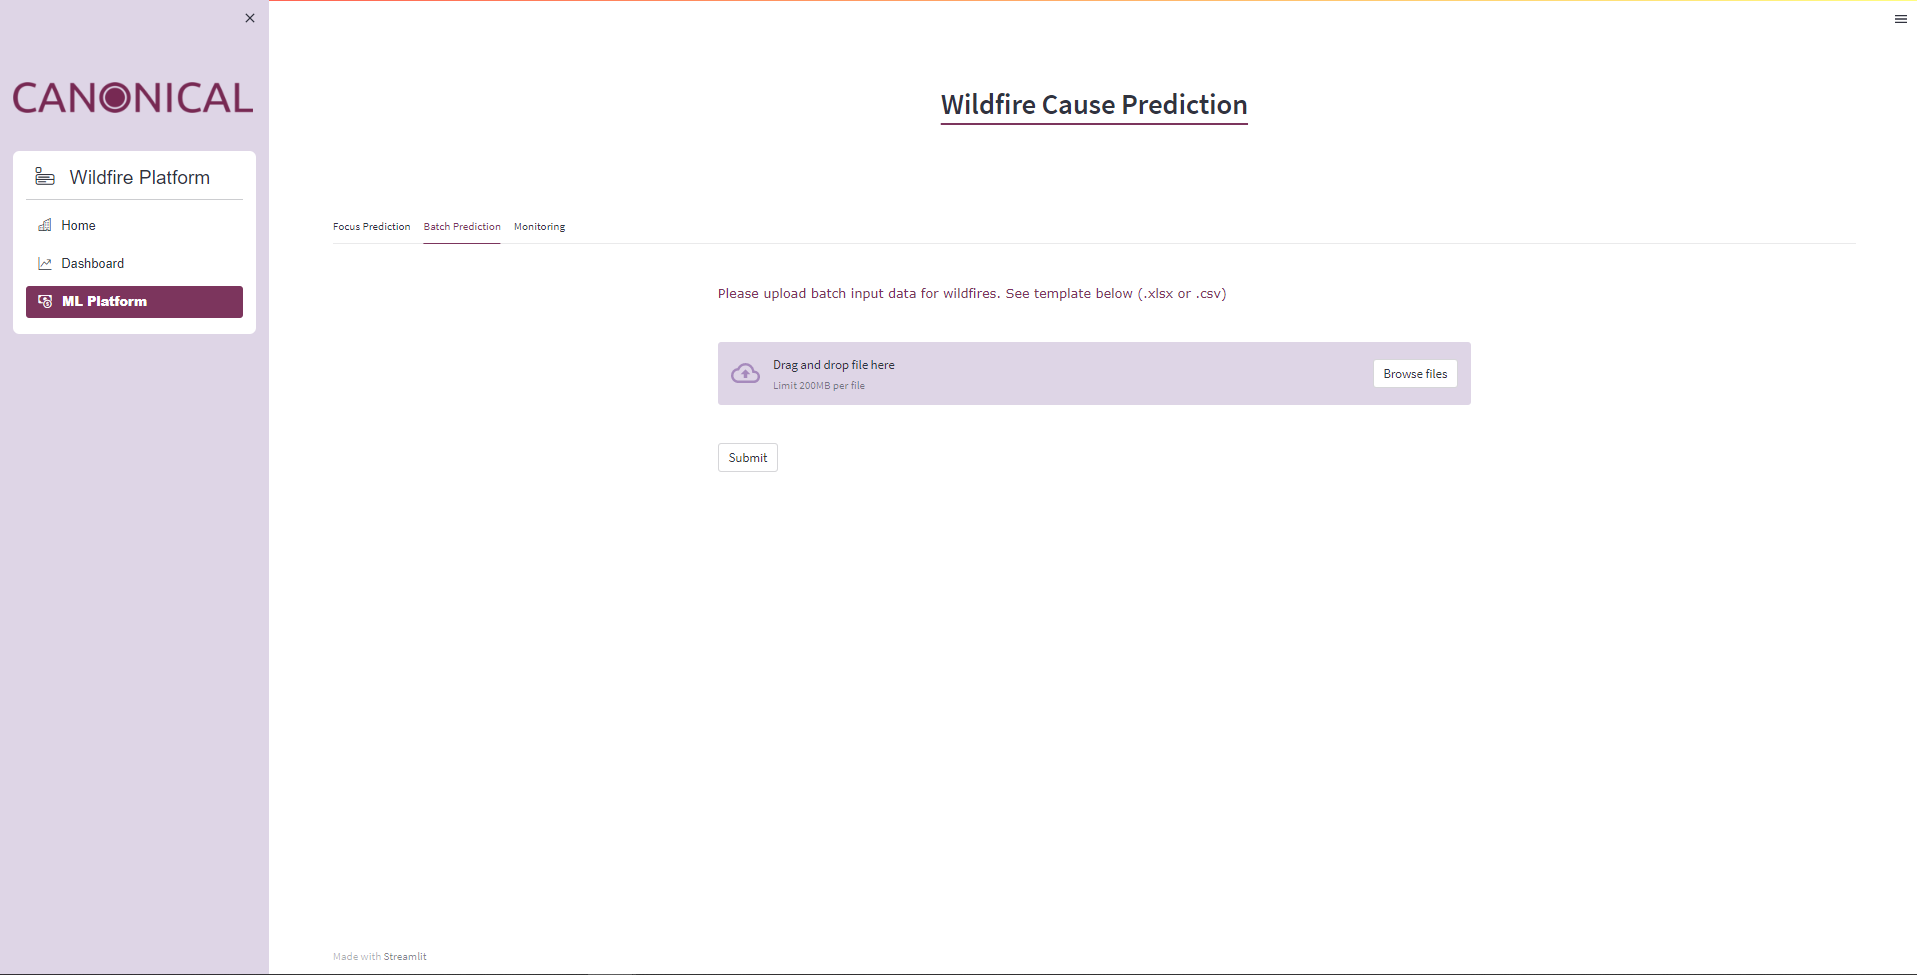 CANONICAL
Wildfire Platform
Home
Dashboard
ML Platform
Wildfire Cause Prediction
Focus Prediction Batch Prediction Monitoring
Please upload batch input data for wildfires. See template below (.xlsx or .csv)
Drag and drop file here
Limit 200MB per file
Browse files
Submit
Made with Streamlit